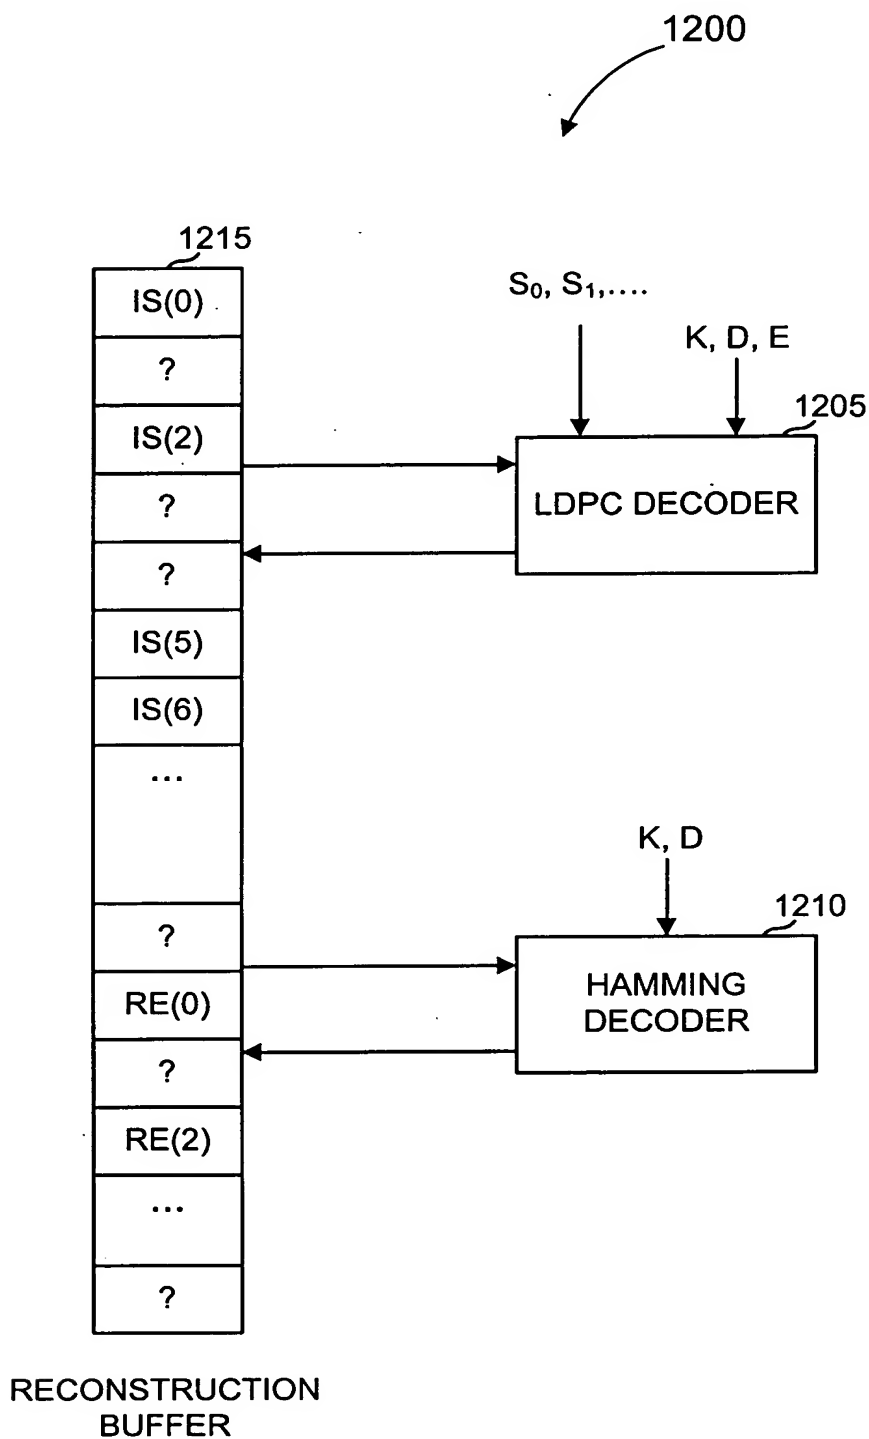 1200
1215
IS(0)
?
IS(2)
?
?
IS(5)
IS(6)
...
?
RE(0)
?
RE(2)
...
?
RECONSTRUCTION
BUFFER
S₀, S₁,....
K, D, E
1205
LDPC DECODER
K, D
1210
HAMMING
DECODER